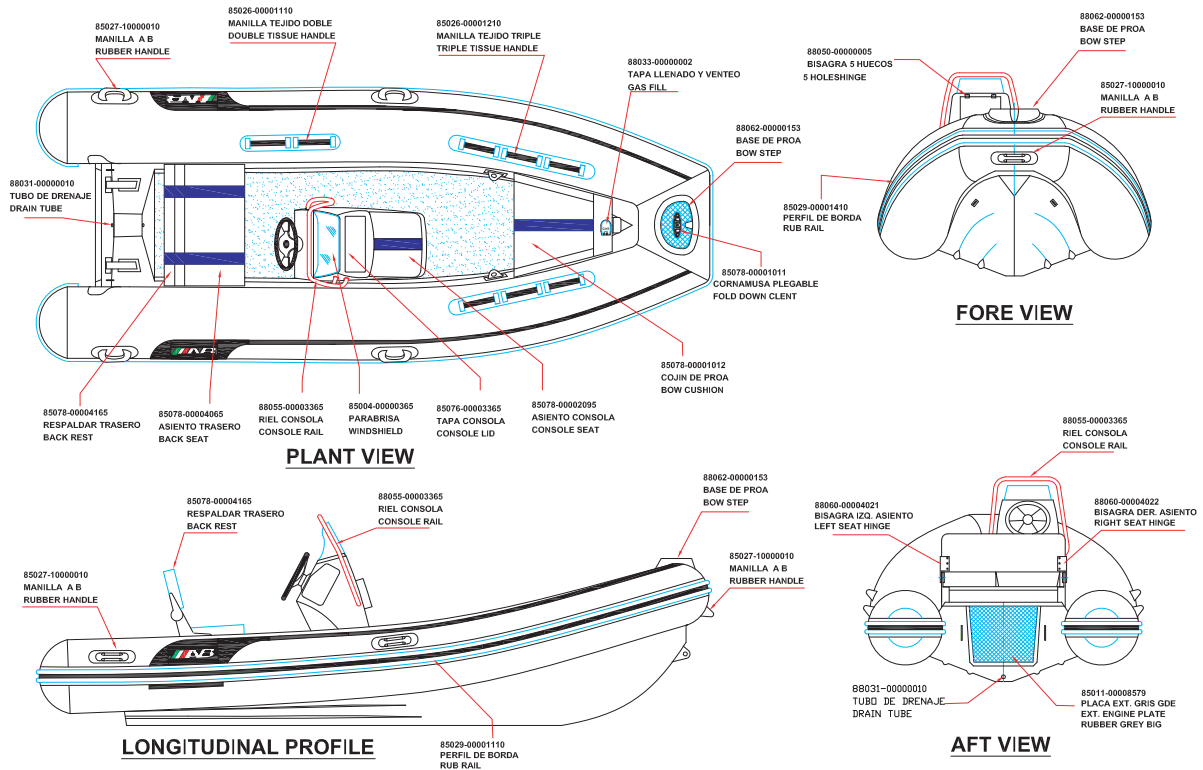 85027-10000010
MANILLA A B
RUBBER HANDLE
85026-00001110
MANILLA TEJIDO DOBLE
DOUBLE TISSUE HANDLE
85026-00001210
MANILLA TEJIDO TRIPLE
TRIPLE TISSUE HANDLE
88033-00000002
TAPA LLENADO Y VENTEO
GAS FILL
88062-00000153
BASE DE PROA
BOW STEP
88031-00000010
TUBO DE DRENAJE
DRAIN TUBE
AB
AB
85078-00001011
CORNAMUSA PLEGABLE
FOLD DOWN CLENT
85078-00001012
COJIN DE PROA
BOW CUSHION
85078-00004165
RESPALDAR TRASERO
BACK REST
85078-00004065
ASIENTO TRASERO
BACK SEAT
88055-00003365
RIEL CONSOLA
CONSOLE RAIL
85004-00000365
PARABRISA
WINDSHIELD
85076-00003365
TAPA CONSOLA
CONSOLE LID
85078-00002095
ASIENTO CONSOLA
CONSOLE SEAT
PLANT VIEW
88050-00000005
BISAGRA 5 HUECOS
5 HOLESHINGE
88062-00000153
BASE DE PROA
BOW STEP
85027-10000010
MANILLA A B
RUBBER HANDLE
85029-00001410
PERFIL DE BORDA
RUB RAIL
FORE VIEW
85078-00004165
RESPALDAR TRASERO
BACK REST
88055-00003365
RIEL CONSOLA
CONSOLE RAIL
88062-00000153
BASE DE PROA
BOW STEP
85027-10000010
MANILLA A B
RUBBER HANDLE
85027-10000010
MANILLA A B
RUBBER HANDLE
AB
85029-00001110
PERFIL DE BORDA
RUB RAIL
LONGITUDINAL PROFILE
88055-00003365
RIEL CONSOLA
CONSOLE RAIL
88060-00004021
BISAGRA IZQ. ASIENTO
LEFT SEAT HINGE
88060-00004022
BISAGRA DER. ASIENTO
RIGHT SEAT HINGE
88031-00000010
TUBO DE DRENAJE
DRAIN TUBE
85011-00008579
PLACA EXT. GRIS GDE
EXT. ENGINE PLATE
RUBBER GREY BIG
AFT VIEW